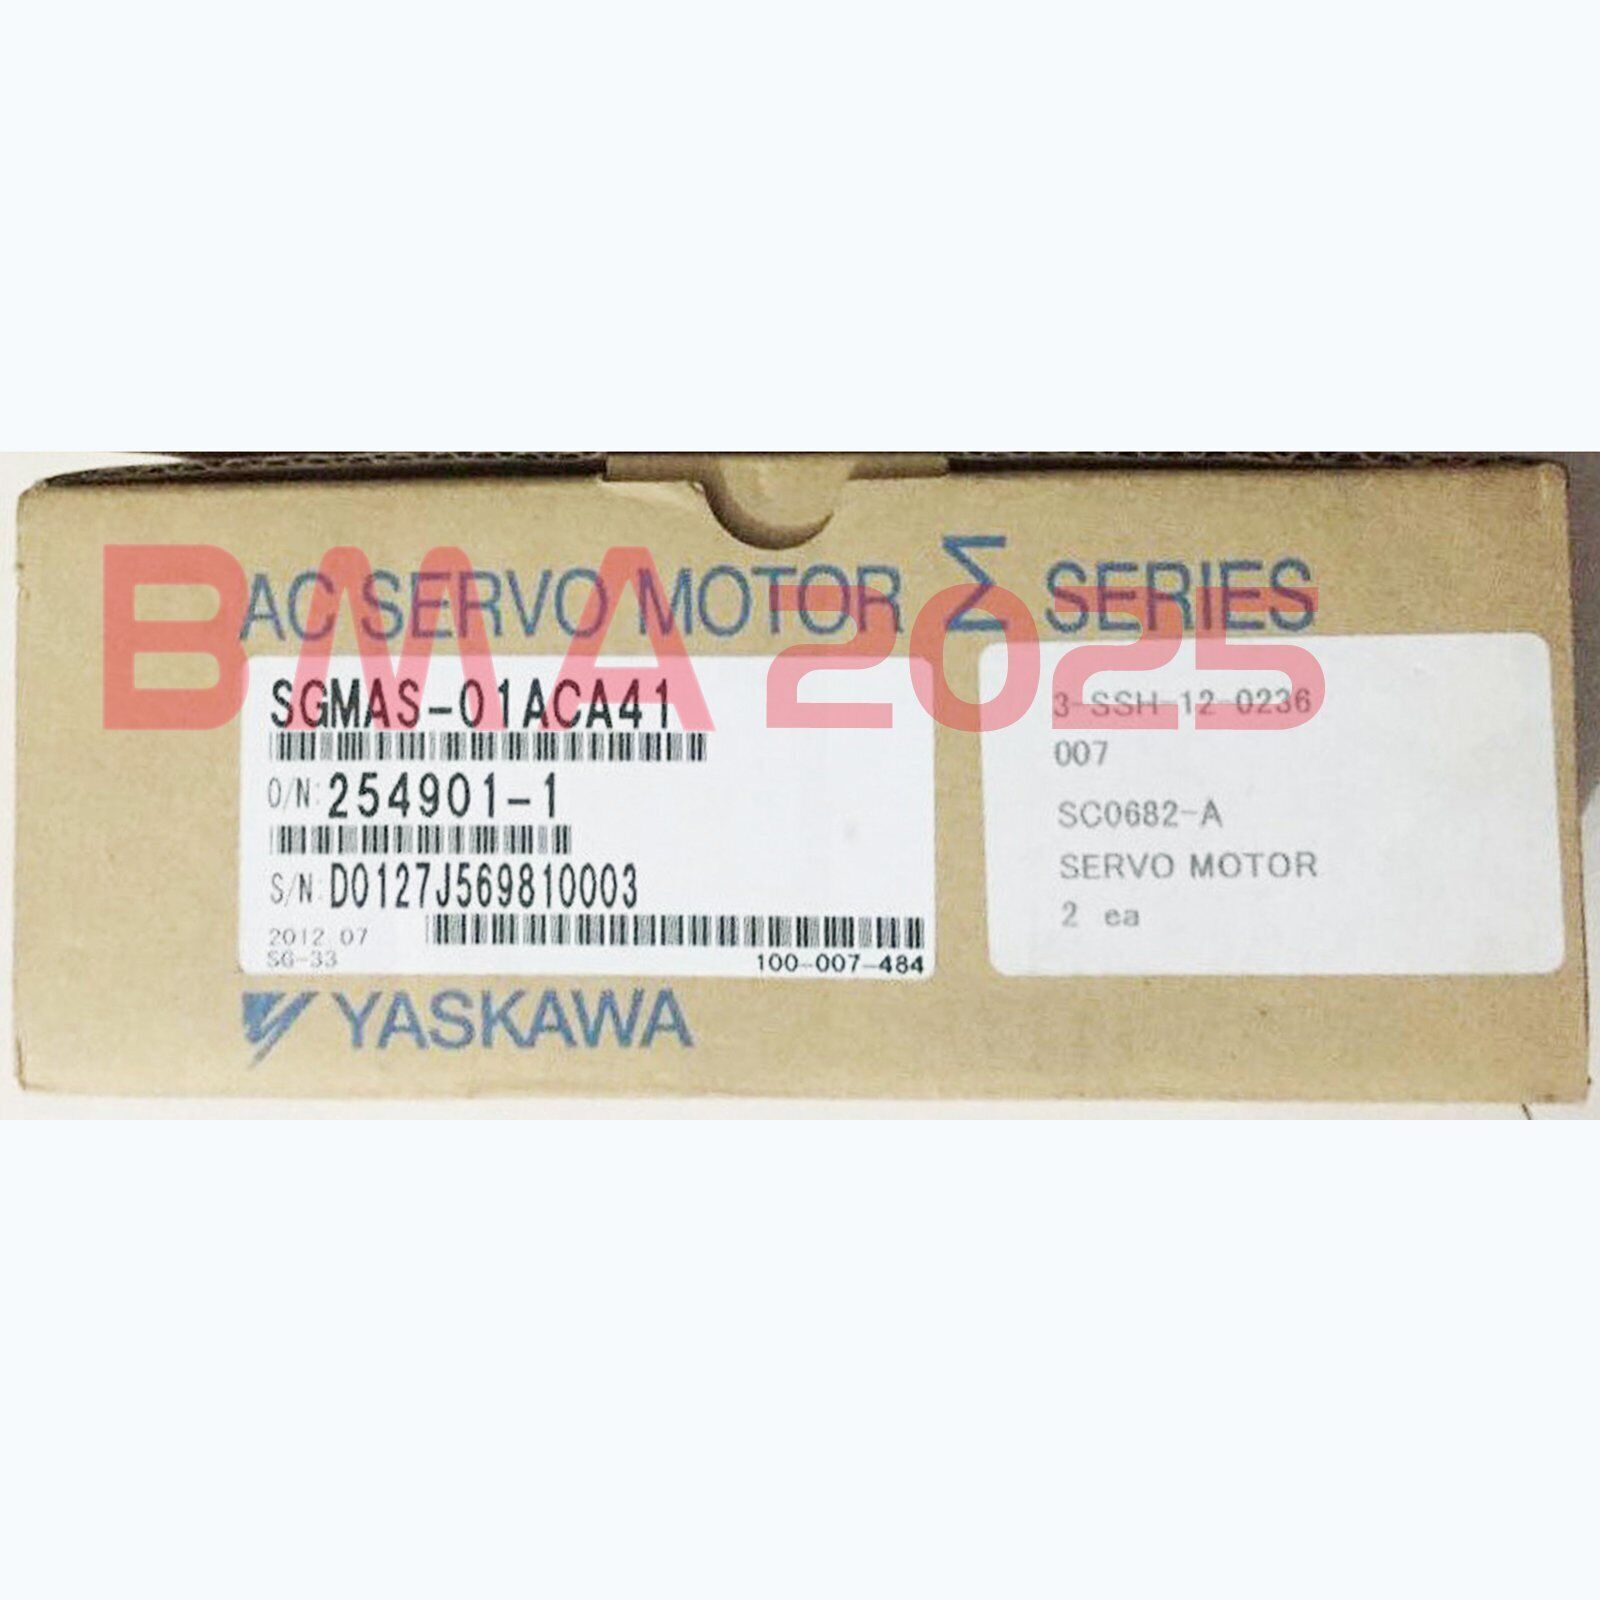 AC SERVO MOTOR Σ SERIES
BMA 2025
SGMAS-01ACA41
O/N: 254901-1
S/N: D0127J569810003
2012 07
SG-33
100-007-484
YASKAWA
3-SSH-12-0236
007
SC0682-A
SERVO MOTOR
2 ea